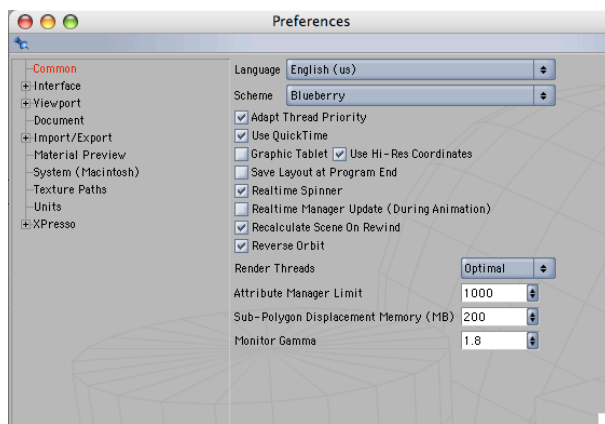 Preferences
Common
Interface
Viewport
Document
Import/Export
Material Preview
System (Macintosh)
Texture Paths
Units
XPresso
Language English (us)
Scheme Blueberry
Adapt Thread Priority
Use QuickTime
Graphic Tablet Use Hi-Res Coordinates
Save Layout at Program End
Realtime Spinner
Realtime Manager Update (During Animation)
Recalculate Scene On Rewind
Reverse Orbit
Render Threads Optimal
Attribute Manager Limit 1000
Sub-Polygon Displacement Memory (MB) 200
Monitor Gamma 1.8